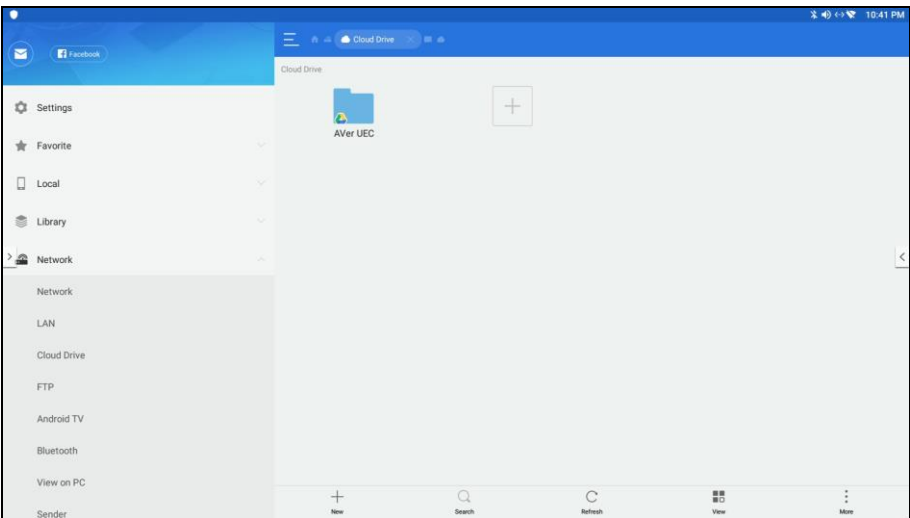 10:41 PM
Facebook
Cloud Drive
Cloud Drive
AVer UEC
Settings
Favorite
Local
Library
Network
Network
LAN
Cloud Drive
FTP
Android TV
Bluetooth
View on PC
Sender
New
Search
Refresh
View
More